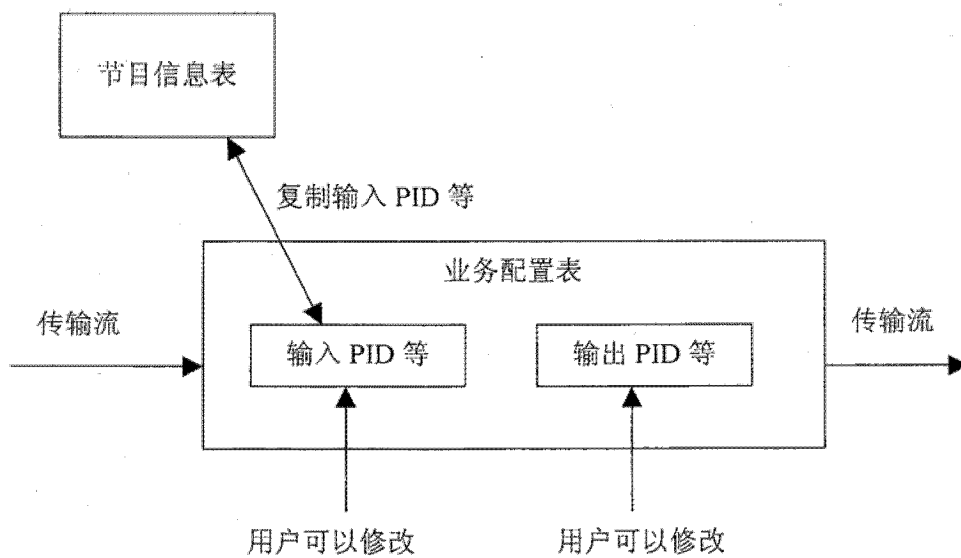 节目信息表
复制输入 PID 等
业务配置表
传输流
输入 PID 等
输出 PID 等
传输流
用户可以修改
用户可以修改